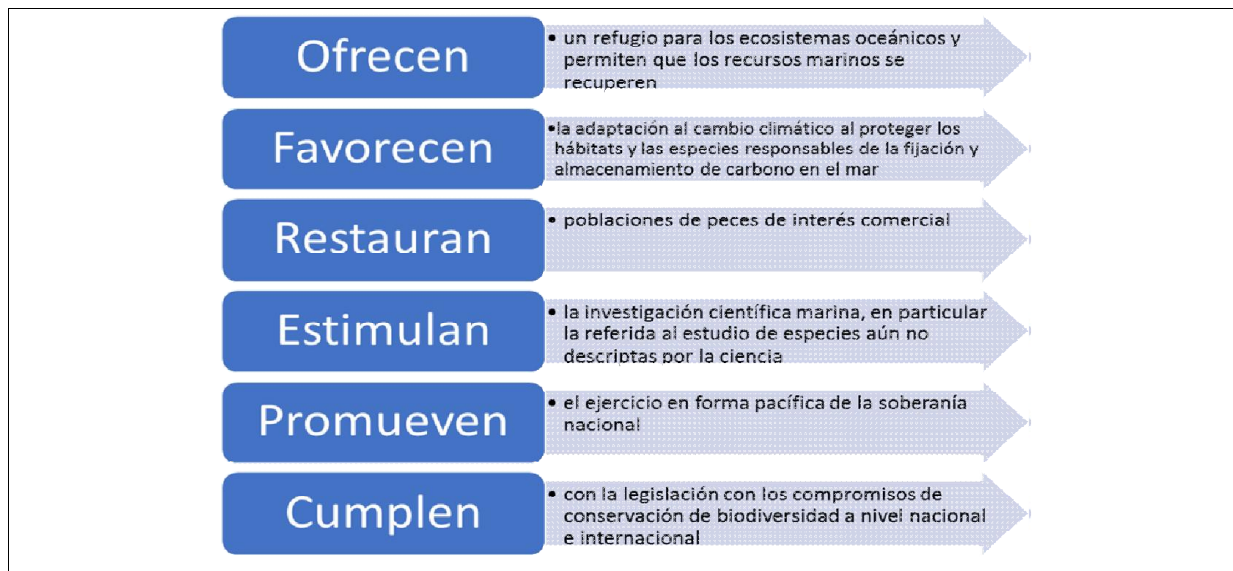 Ofrecen
• un refugio para los ecosistemas oceánicos y
permiten que los recursos marinos se
recuperen
Favorecen
•la adaptación al cambio climático al proteger los
hábitats y las especies responsables de la fijación y
almacenamiento de carbono en el mar
Restauran
• poblaciones de peces de interés comercial
Estimulan
• la investigación científica marina, en particular
la referida al estudio de especies aún no
descriptas por la ciencia
Promueven
• el ejercicio en forma pacífica de la soberanía
nacional
Cumplen
• con la legislación con los compromisos de
conservación de biodiversidad a nivel nacional
e internacional